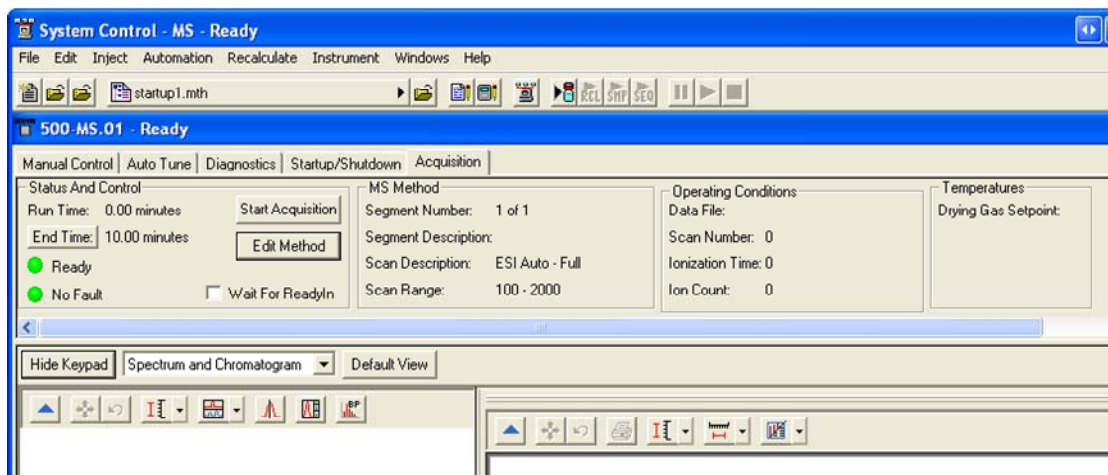 System Control - MS - Ready
File Edit Inject Automation Recalculate Instrument Windows Help
startup1.mth
RCL SMP SEQ
500-MS.01 - Ready
Manual Control Auto Tune Diagnostics Startup/Shutdown Acquisition
Status And Control
Run Time: 0.00 minutes Start Acquisition
End Time: 10.00 minutes Edit Method
Ready
No Fault Wait For ReadyIn
MS Method
Segment Number: 1 of 1
Segment Description:
Scan Description: ESI Auto - Full
Scan Range: 100 - 2000
Operating Conditions
Data File:
Scan Number: 0
Ionization Time: 0
Ion Count: 0
Temperatures
Drying Gas Setpoint:
Hide Keypad Spectrum and Chromatogram Default View
BP